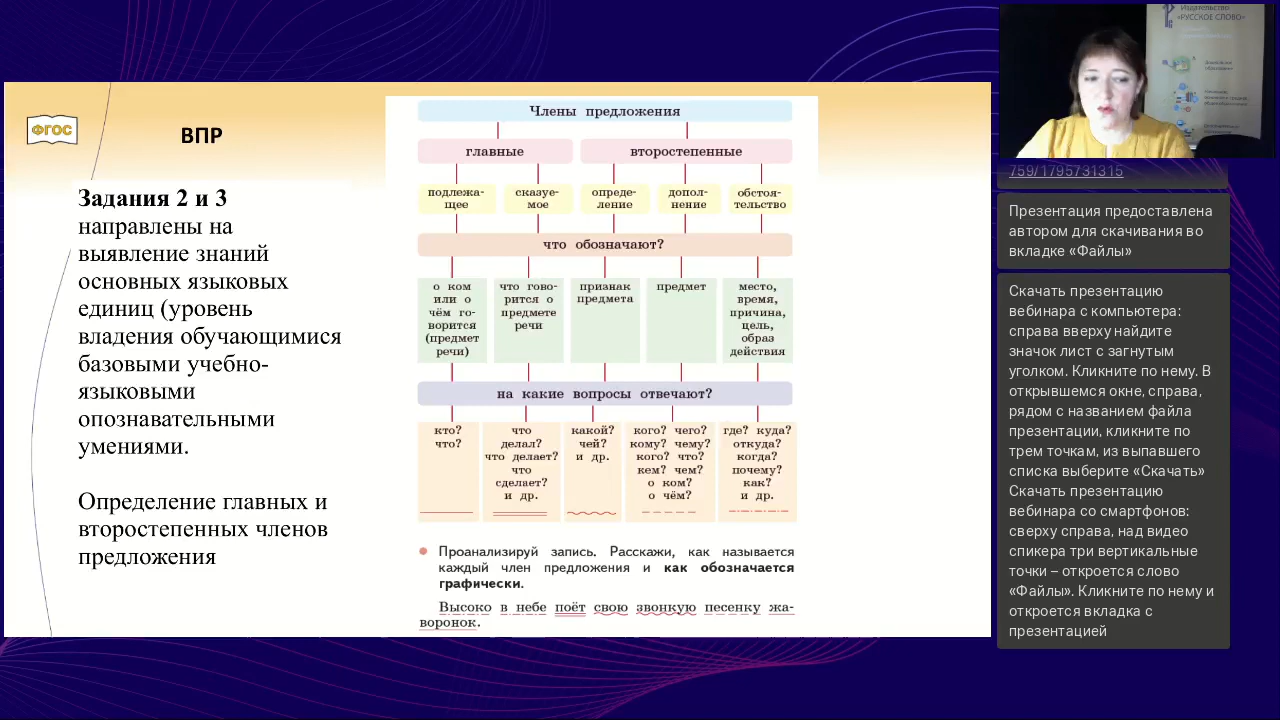 ФГОС
ВПР
Задания 2 и 3
направлены на
выявление знаний
основных языковых
единиц (уровень
владения обучающимися
базовыми учебно-
языковыми
опознавательными
умениями.
Определение главных и
второстепенных членов
предложения
Члены предложения
главные
второстепенные
подлежа-
щее
сказуе-
мое
опреде-
ление
допол-
нение
обстоя-
тельство
что обозначают?
о ком
или о
чём го-
ворится
(предмет
речи)
что гово-
рится о
предмете
речи
признак
предмета
предмет
место,
время,
причина,
цель,
образ
действия
на какие вопросы отвечают?
кто?
что?
что
делал?
что делает?
что
сделает?
и др.
какой?
чей?
и др.
кого? чего?
кому? чему?
кого? что?
кем? чем?
о ком?
о чём?
где? куда?
откуда?
когда?
почему?
как?
и др.
Проанализируй запись. Расскажи, как называется
каждый член предложения и как обозначается
графически.
Высоко в небе поёт свою звонкую песенку жа-
воронок.
Издательство
«РУССКОЕ СЛОВО»
759/1795731315
Презентация предоставлена
автором для скачивания во
вкладке «Файлы»
Скачать презентацию
вебинара с компьютера:
справа вверху найдите
значок лист с загнутым
уголком. Кликните по нему. В
открывшемся окне, справа,
рядом с названием файла
презентации, кликните по
трем точкам, из выпавшего
списка выберите «Скачать»
Скачать презентацию
вебинара со смартфонов:
сверху справа, над видео
спикера три вертикальные
точки – откроется слово
«Файлы». Кликните по нему и
откроется вкладка с
презентацией